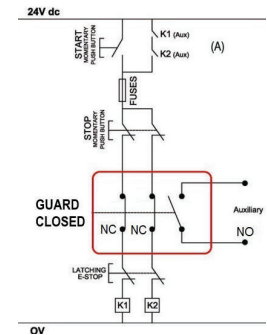 24V dc
START
MOMENTARY
PUSH BUTTON
K1 (Aux)
K2 (Aux)
(A)
FUSES
STOP
MOMENTARY
PUSH BUTTON
GUARD
CLOSED
NC
NC
Auxiliary
NO
LATCHING
E-STOP
K1
K2
OV